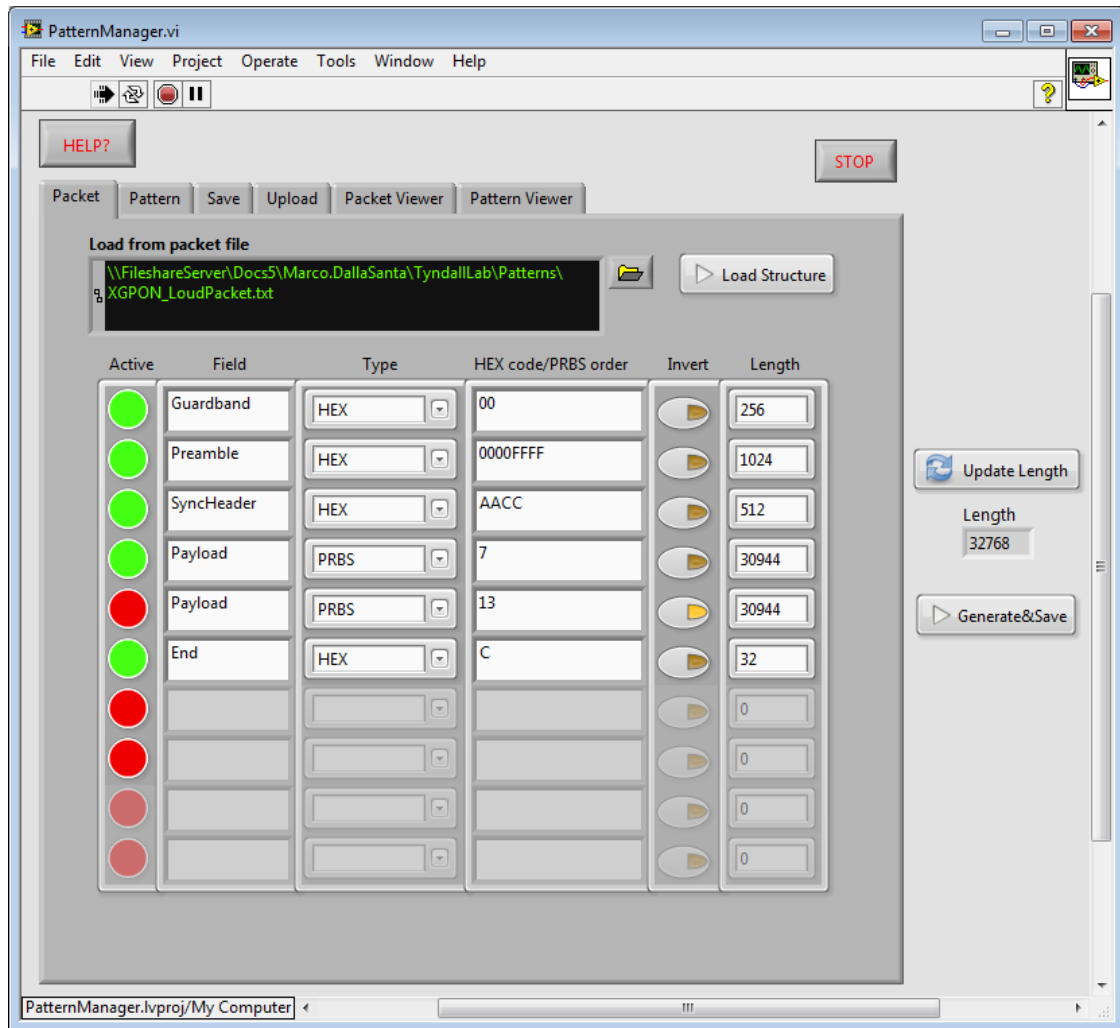 PatternManager.vi
File Edit View Project Operate Tools Window Help
HELP?
STOP
Packet Pattern Save Upload Packet Viewer Pattern Viewer
Load from packet file
\\FileshareServer\Docs5\Marco.DallaSanta\TyndallLab\Patterns\
XGPON_LoudPacket.txt
Load Structure
Active Field Type HEX code/PRBS order Invert Length
Guardband HEX 00 256
Preamble HEX 0000FFFF 1024
SyncHeader HEX AACC 512
Payload PRBS 7 30944
Payload PRBS 13 30944
End HEX C 32
0
0
0
0
Update Length
Length
32768
Generate&Save
PatternManager.lvproj/My Computer